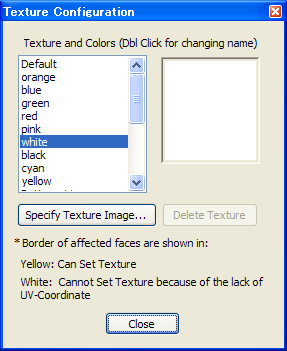 Texture Configuration
Texture and Colors (Dbl Click for changing name)
Default
orange
blue
green
red
pink
white
black
cyan
yellow
Specify Texture Image...
Delete Texture
* Border of affected faces are shown in:
Yellow: Can Set Texture
White: Cannot Set Texture because of the lack of
UV-Coordinate
Close